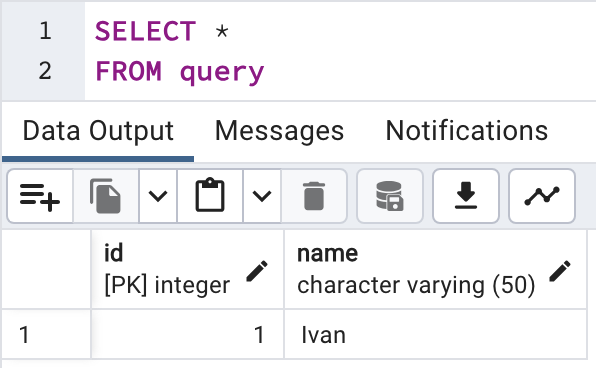 1 SELECT *
2 FROM query
Data Output Messages Notifications
id name
[PK] integer character varying (50)
1 1 Ivan